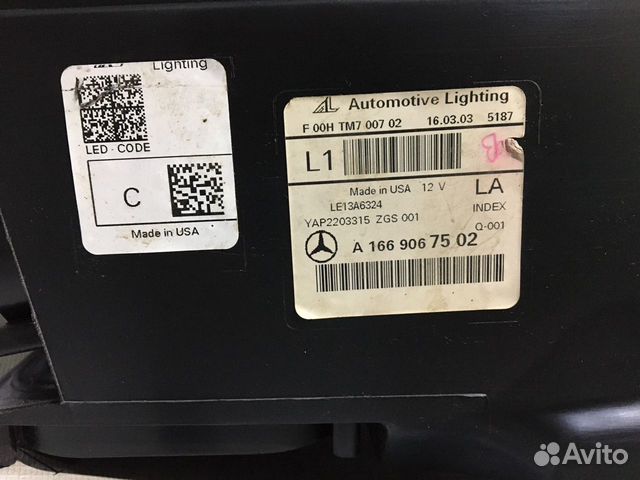 Lighting
LED - CODE
C
Made in USA
AL Automotive Lighting
F 00H TM7 007 02 16.03.03 5187
L1
B
Made in USA 12 V LA
LE13A6324 INDEX
YAP2203315 ZGS 001 Q-001
A 166 906 75 02
Avito